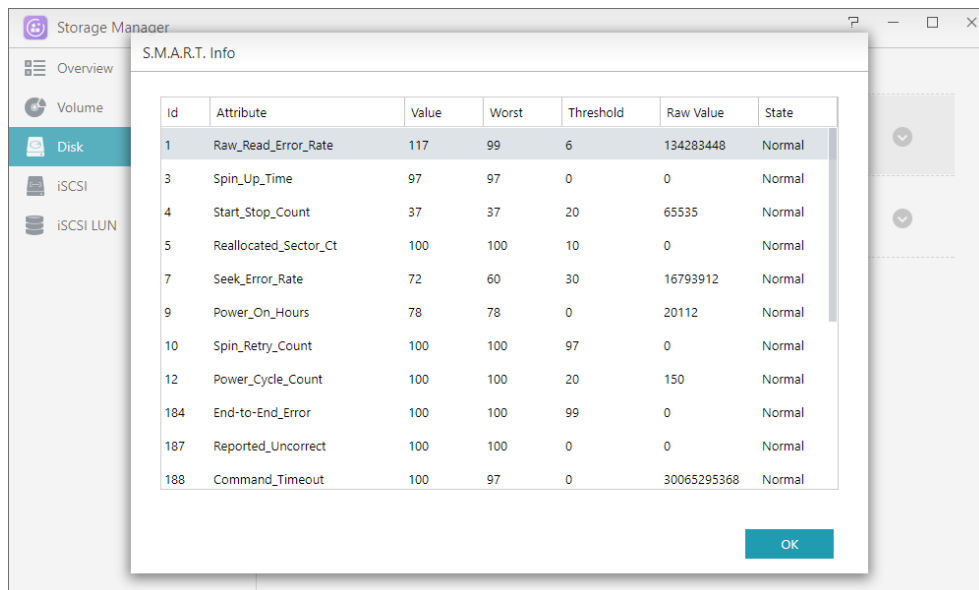 Storage Manager
S.M.A.R.T. Info
Overview
Volume
Disk
iSCSI
iSCSI LUN
Id Attribute Value Worst Threshold Raw Value State
1 Raw_Read_Error_Rate 117 99 6 134283448 Normal
3 Spin_Up_Time 97 97 0 0 Normal
4 Start_Stop_Count 37 37 20 65535 Normal
5 Reallocated_Sector_Ct 100 100 10 0 Normal
7 Seek_Error_Rate 72 60 30 16793912 Normal
9 Power_On_Hours 78 78 0 20112 Normal
10 Spin_Retry_Count 100 100 97 0 Normal
12 Power_Cycle_Count 100 100 20 150 Normal
184 End-to-End_Error 100 100 99 0 Normal
187 Reported_Uncorrect 100 100 0 0 Normal
188 Command_Timeout 100 97 0 30065295368 Normal
OK